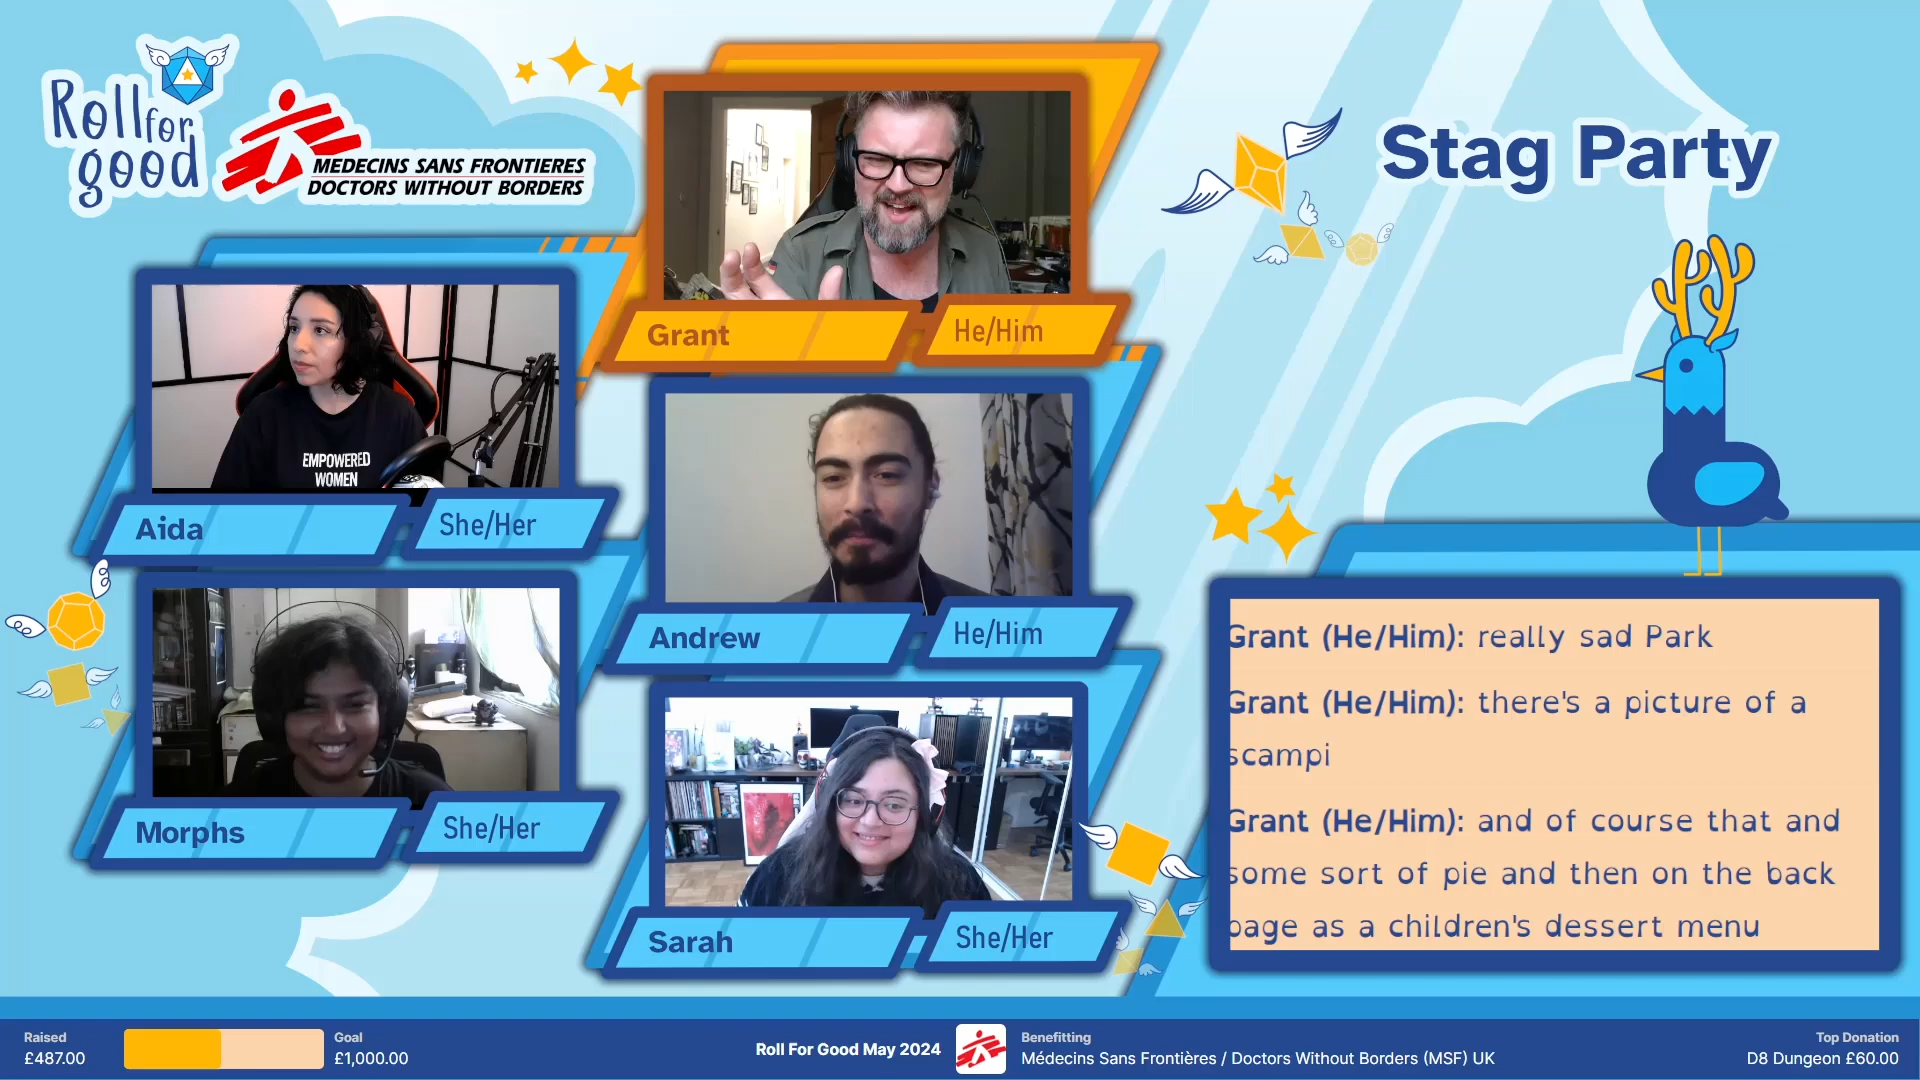 Roll for
good
MEDECINS SANS FRONTIERES
DOCTORS WITHOUT BORDERS
Stag Party
Grant
He/Him
EMPOWERED
WOMEN
Aida
She/Her
Andrew
He/Him
Morphs
She/Her
Sarah
She/Her
Grant (He/Him): really sad Park
Grant (He/Him): there's a picture of a
scampi
Grant (He/Him): and of course that and
some sort of pie and then on the back
page as a children's dessert menu
Raised
£487.00
Goal
£1,000.00
Roll For Good May 2024
Benefitting
Médecins Sans Frontières / Doctors Without Borders (MSF) UK
Top Donation
D8 Dungeon £60.00